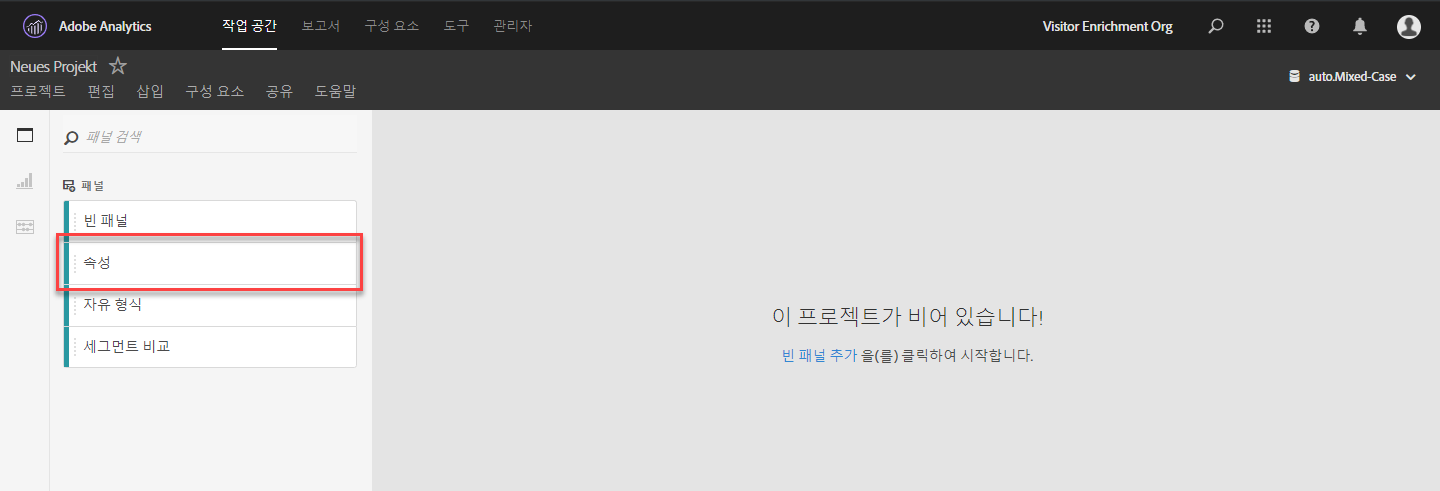 Adobe Analytics 작업 공간 보고서 구성 요소 도구 관리자 Visitor Enrichment Org
Neues Projekt
auto.Mixed-Case
프로젝트 편집 삽입 구성 요소 공유 도움말
패널 검색
패널
빈 패널
속성
자유 형식
세그먼트 비교
이 프로젝트가 비어 있습니다!
빈 패널 추가 을(를) 클릭하여 시작합니다.